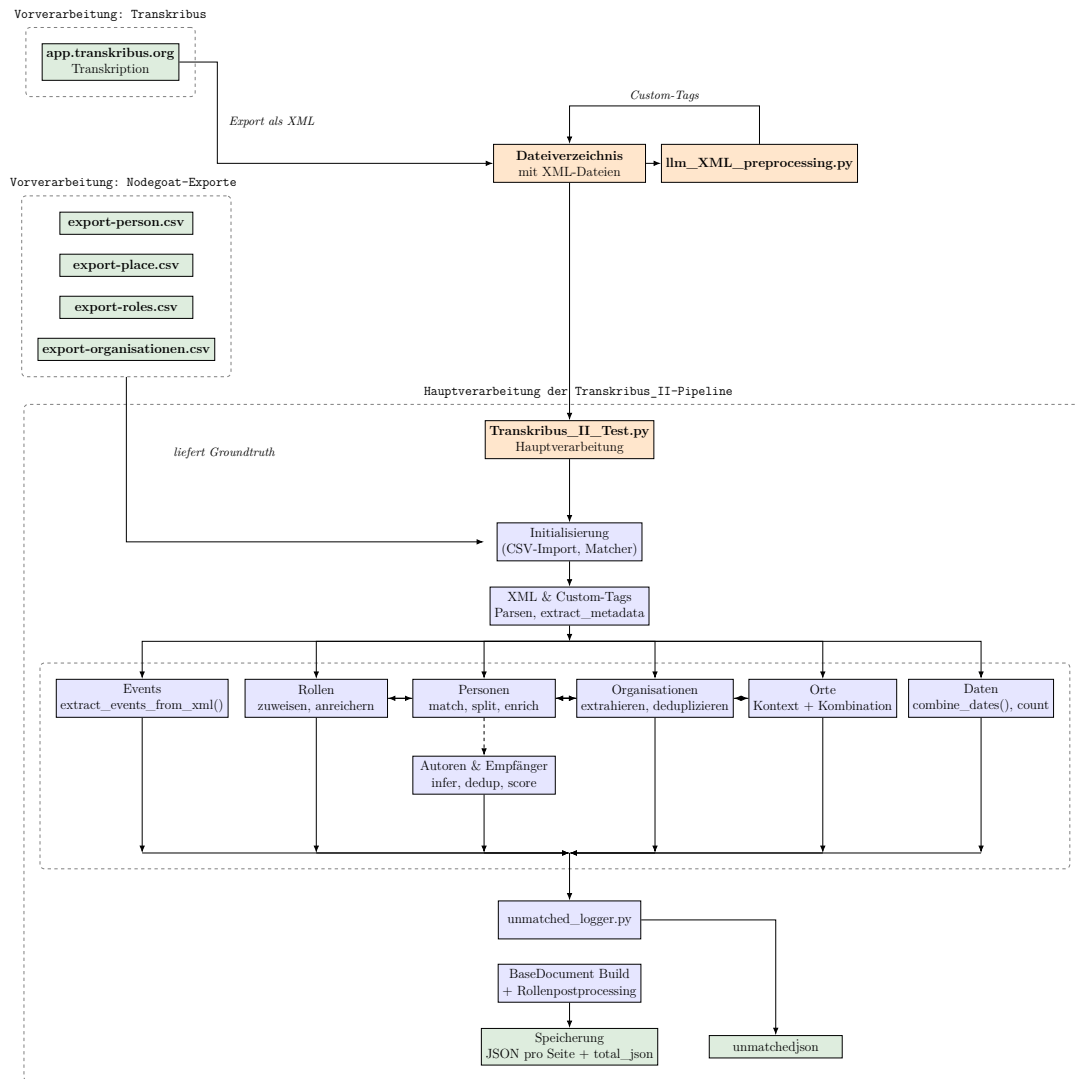 Vorverarbeitung: Transkribus
app.transkribus.org
Transkription
Export als XML
Custom-Tags
Dateiverzeichnis
mit XML-Dateien
llm_XML_preprocessing.py
Vorverarbeitung: Nodegoat-Exporte
export-person.csv
export-place.csv
export-roles.csv
export-organisationen.csv
Hauptverarbeitung der Transkribus_II-Pipeline
Transkribus_II_Test.py
Hauptverarbeitung
liefert Groundtruth
Initialisierung
(CSV-Import, Matcher)
XML & Custom-Tags
Parsen, extract_metadata
Events
extract_events_from_xml()
Rollen
zuweisen, anreichern
Personen
match, split, enrich
Organisationen
extrahieren, deduplizieren
Orte
Kontext + Kombination
Daten
combine_dates(), count
Autoren & Empfänger
infer, dedup, score
unmatched_logger.py
BaseDocument Build
+ Rollenpostprocessing
Speicherung
JSON pro Seite + total_json
unmatchedjson